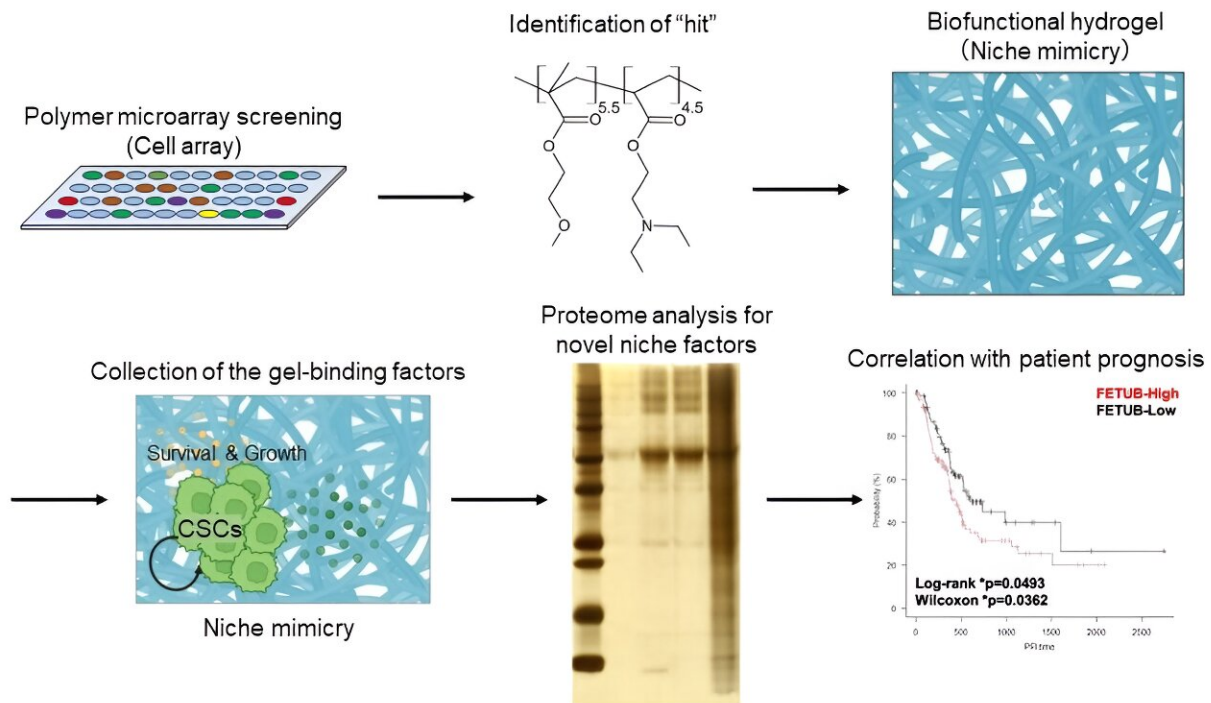 Identification of “hit”
Biofunctional hydrogel
(Niche mimicry)
Polymer microarray screening
(Cell array)
5.5
4.5
O
O
O
O
O
N
Collection of the gel-binding factors
Survival & Growth
CSCs
Niche mimicry
Proteome analysis for
novel niche factors
Correlation with patient prognosis
FETUB-High
FETUB-Low
Probability (%)
100
80
60
40
20
0
Log-rank *p=0.0493
Wilcoxon *p=0.0362
0 500 1000 1500 2000 2500
PFI time